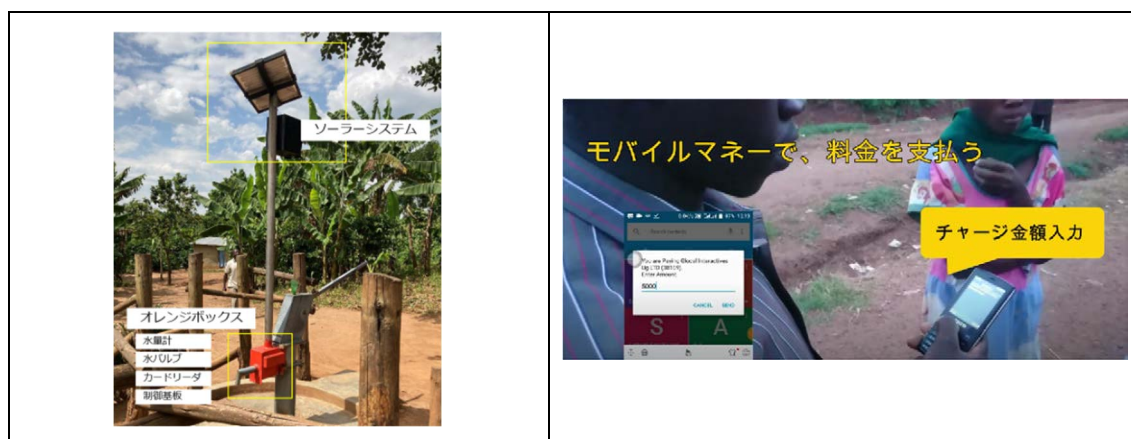 ソーラーシステム
オレンジボックス
水量計
水バルブ
カードリーダ
制御基板
モバイルマネーで、料金を支払う
チャージ金額入力
Enter Amount
5000
CANCEL SEND
S A